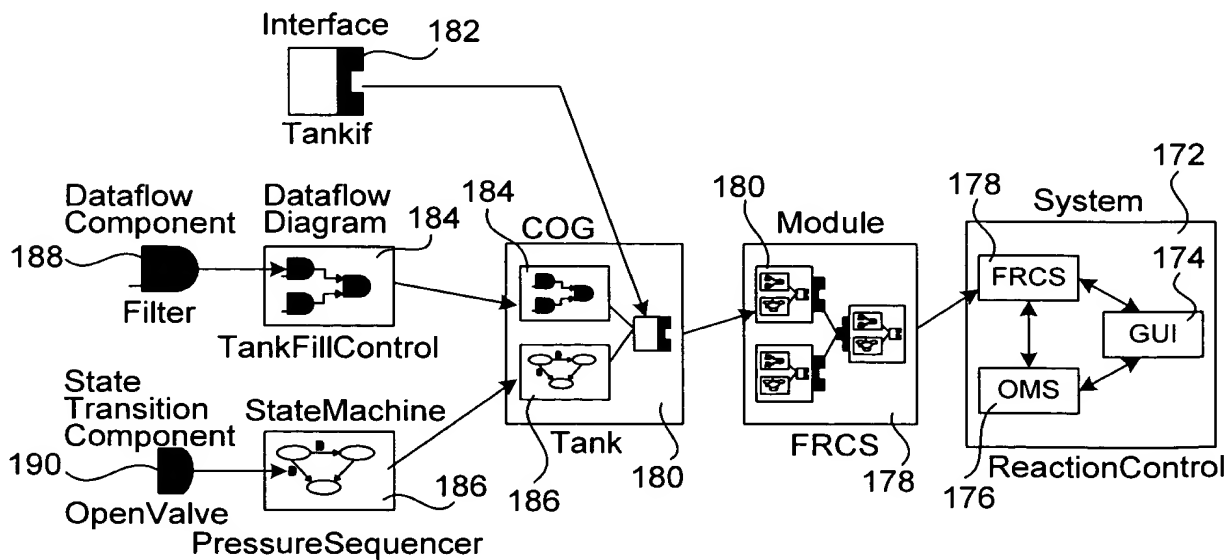 Interface
182
Tankif
Dataflow
Component
188
Filter
Dataflow
Diagram
184
TankFillControl
State
Transition
Component
190
OpenValve
StateMachine
186
PressureSequencer
COG
184
186
Tank
180
Module
180
FRCS
178
System
172
178
174
FRCS
GUI
OMS
176
ReactionControl